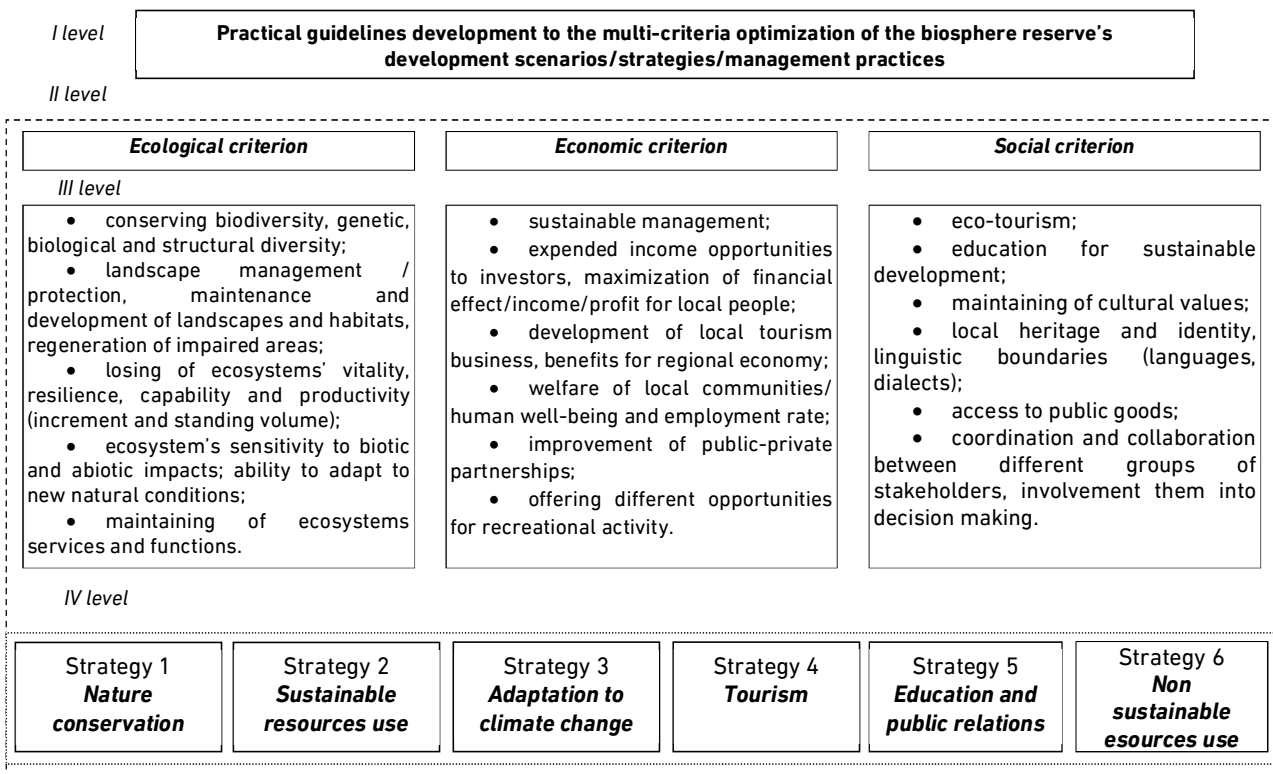 I level
Practical guidelines development to the multi-criteria optimization of the biosphere reserve's
development scenarios/strategies/management practices
II level
Ecological criterion
Economic criterion
Social criterion
III level
• conserving biodiversity, genetic,
biological and structural diversity;
• landscape management /
protection, maintenance and
development of landscapes and habitats,
regeneration of impaired areas;
• losing of ecosystems' vitality,
resilience, capability and productivity
(increment and standing volume);
• ecosystem's sensitivity to biotic
and abiotic impacts; ability to adapt to
new natural conditions;
• maintaining of ecosystems
services and functions.
• sustainable management;
• expended income opportunities
to investors, maximization of financial
effect/income/profit for local people;
• development of local tourism
business, benefits for regional economy;
• welfare of local communities/
human well-being and employment rate;
• improvement of public-private
partnerships;
• offering different opportunities
for recreational activity.
• eco-tourism;
• education for sustainable
development;
• maintaining of cultural values;
• local heritage and identity,
linguistic boundaries (languages,
dialects);
• access to public goods;
• coordination and collaboration
between different groups of
stakeholders, involvement them into
decision making.
IV level
Strategy 1
Nature
conservation
Strategy 2
Sustainable
resources use
Strategy 3
Adaptation to
climate change
Strategy 4
Tourism
Strategy 5
Education and
public relations
Strategy 6
Non
sustainable
esources use